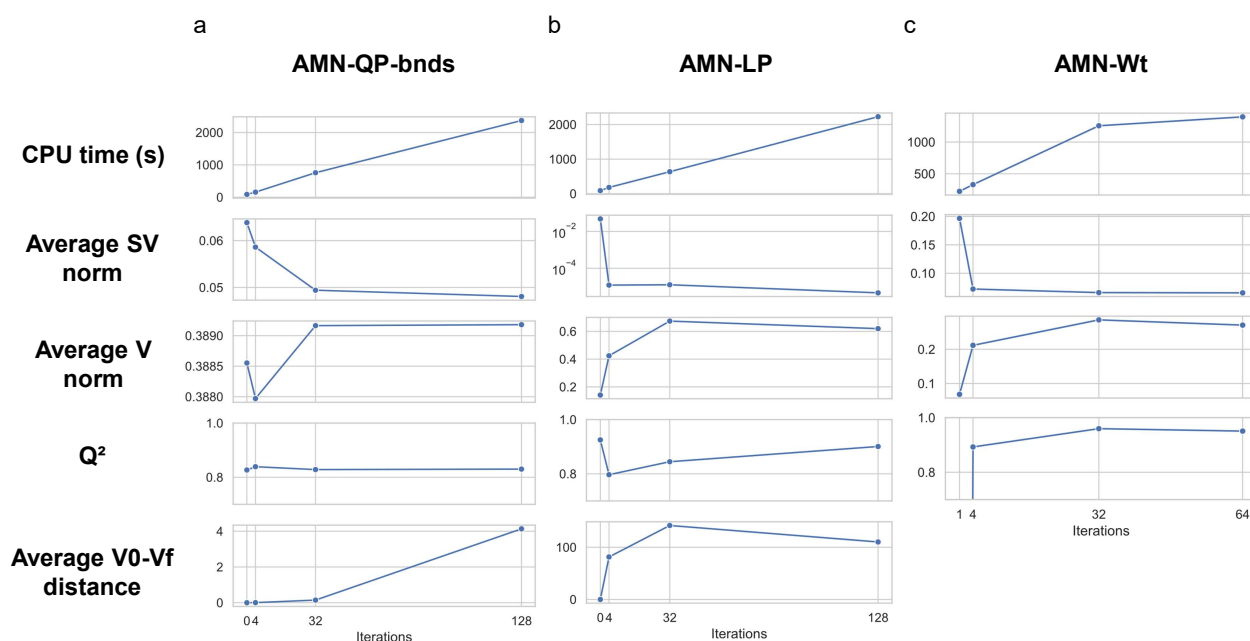 a
b
c
AMN-QP-bnds
AMN-LP
AMN-Wt
CPU time (s)
2000
1000
0
2000
1000
0
1000
500
Average SV
norm
0.06
0.05
10⁻²
10⁻⁴
0.20
0.15
0.10
Average V
norm
0.3890
0.3885
0.3880
0.6
0.4
0.2
0.2
0.1
Q²
1.0
0.8
1.0
0.8
1.0
0.8
1 4 32 64
Iterations
Average V0-Vf
distance
4
2
0
100
0
0 4 32 128
Iterations
0 4 32 128
Iterations